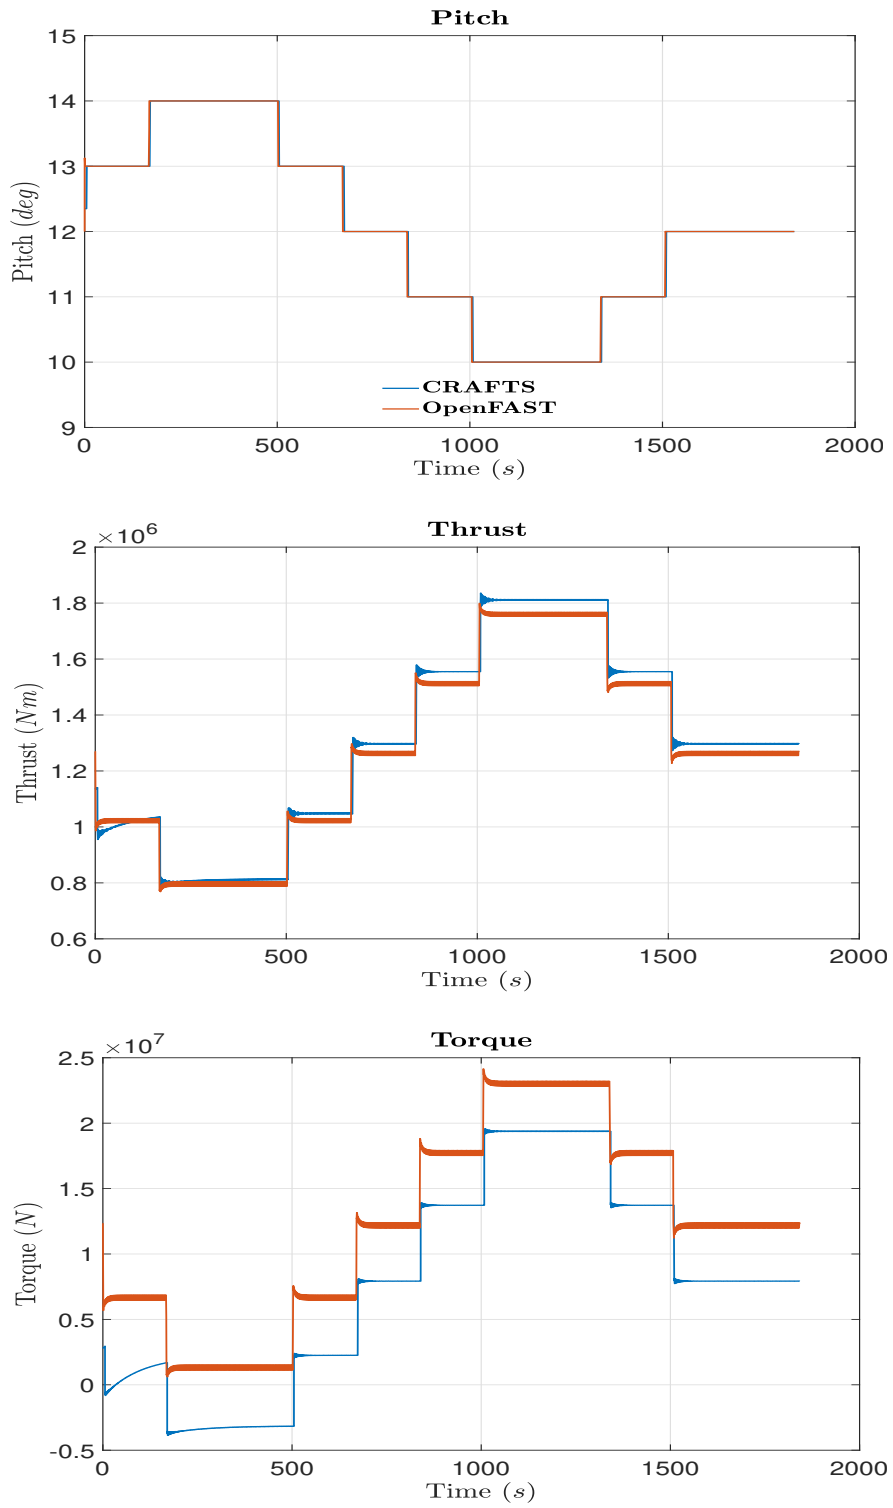 Pitch
15
14
13
12
11
10
9
Pitch (deg)
CRAFTS
OpenFAST
0 500 1000 1500 2000
Time (s)
Thrust
×10^6
2
1.8
1.6
1.4
1.2
1
0.8
0.6
Thrust (Nm)
0 500 1000 1500 2000
Time (s)
Torque
×10^7
2.5
2
1.5
1
0.5
0
-0.5
Torque (N)
0 500 1000 1500 2000
Time (s)